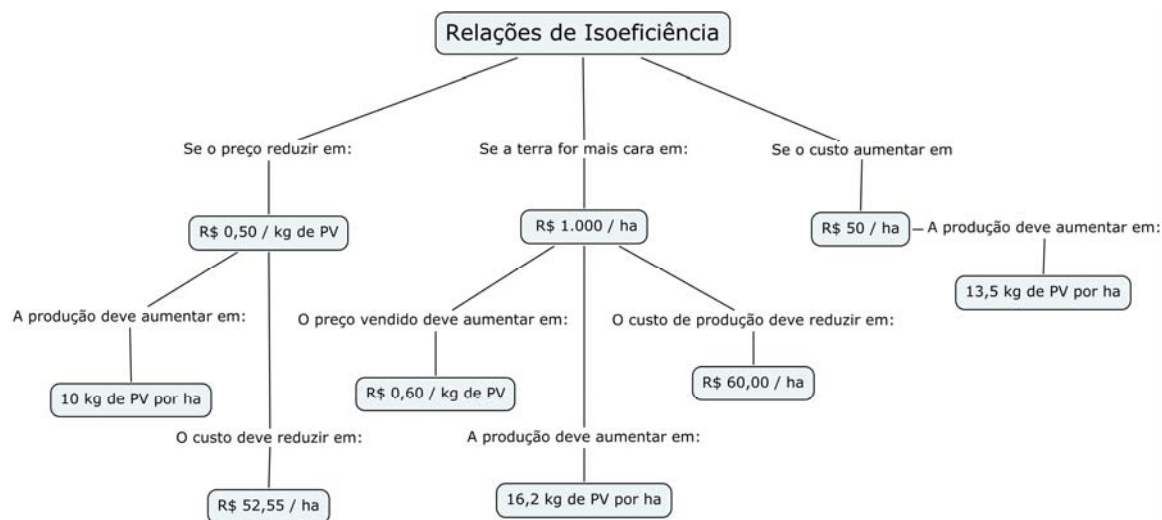 Relações de Isoeficiência
Se o preço reduzir em:
Se a terra for mais cara em:
Se o custo aumentar em
R$ 0,50 / kg de PV
R$ 1.000 / ha
R$ 50 / ha
A produção deve aumentar em:
13,5 kg de PV por ha
A produção deve aumentar em:
O preço vendido deve aumentar em:
O custo de produção deve reduzir em:
10 kg de PV por ha
R$ 0,60 / kg de PV
R$ 60,00 / ha
O custo deve reduzir em:
A produção deve aumentar em:
R$ 52,55 / ha
16,2 kg de PV por ha